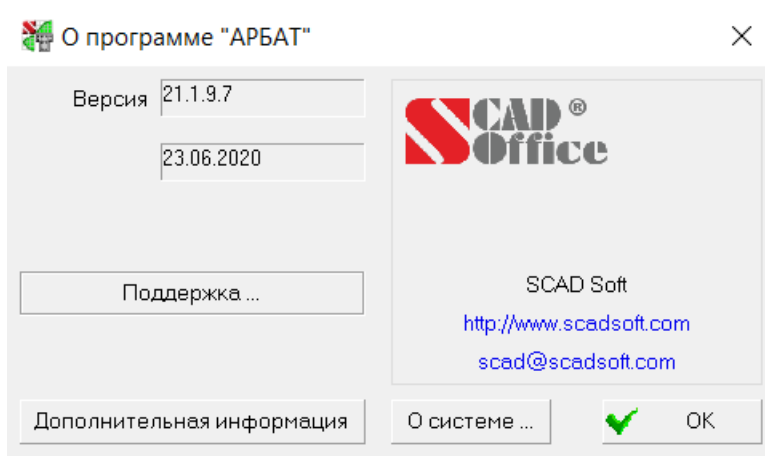 О программе "АРБАТ"
Версия 21.1.9.7
23.06.2020
SCAD ®
Office
Поддержка ...
SCAD Soft
http://www.scadsoft.com
scad@scadsoft.com
Дополнительная информация
О системе ...
OK